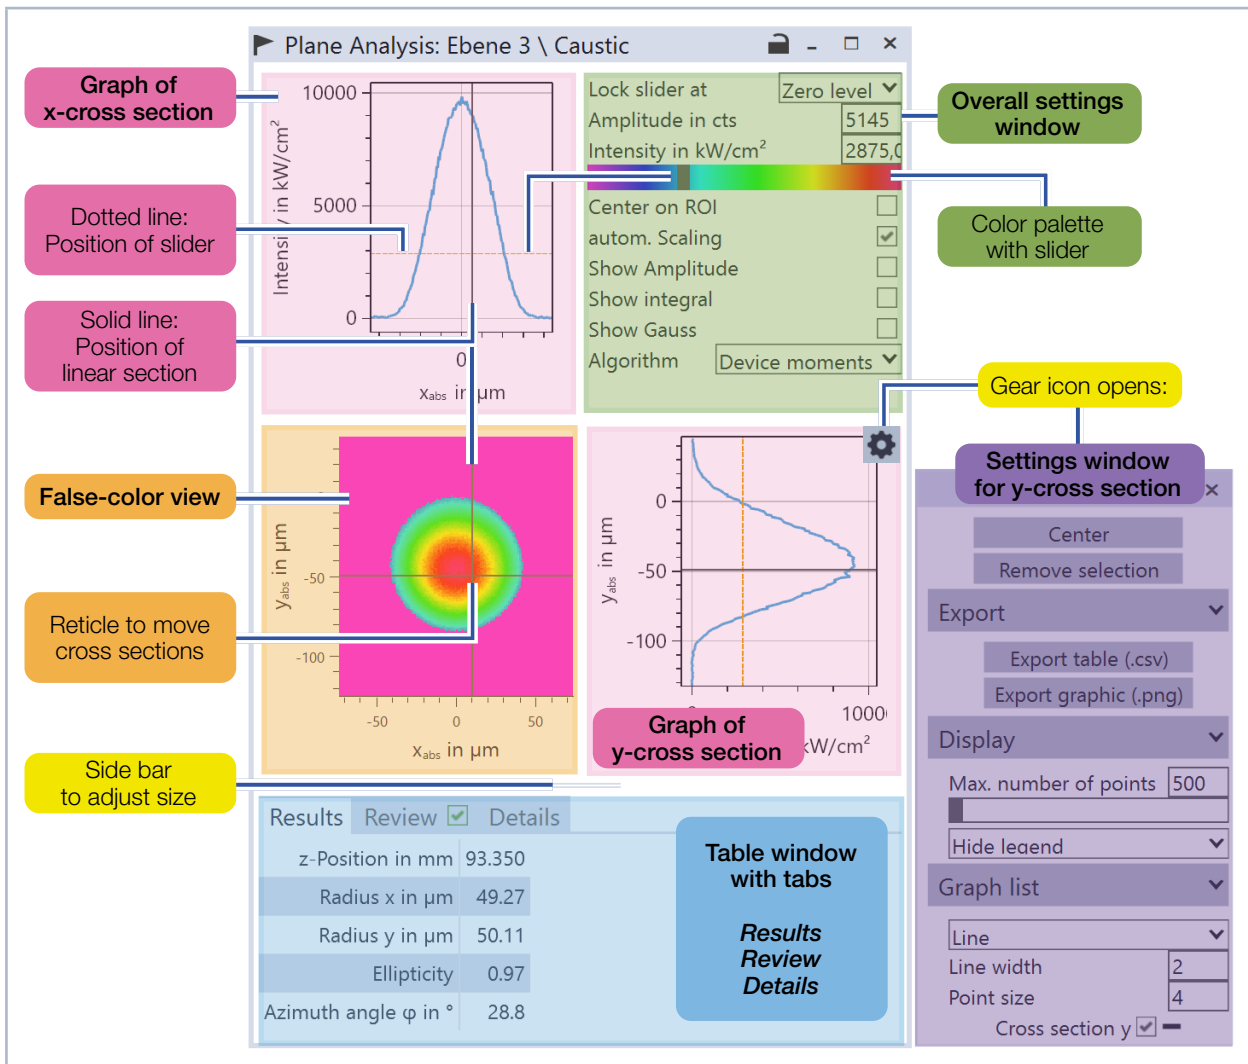 Plane Analysis: Ebene 3 \ Caustic
Graph of
x-cross section
Dotted line:
Position of slider
Solid line:
Position of
linear section
False-color view
Reticle to move
cross sections
Side bar
to adjust size
10000
5000
0
Intensity in kW/cm²
0
xabs in µm
Lock slider at
Zero level
Amplitude in cts
5145
Intensity in kW/cm²
2875,0
Center on ROI
autom. Scaling
Show Amplitude
Show integral
Show Gauss
Algorithm
Device moments
Overall settings
window
Color palette
with slider
Gear icon opens:
Settings window
for y-cross section
yabs in µm
-50
-100
-50
0
50
xabs in µm
yabs in µm
0
-50
-100
1000
kW/cm²
Graph of
y-cross section
Center
Remove selection
Export
Export table (.csv)
Export graphic (.png)
Display
Max. number of points
500
Hide legend
Graph list
Line
Line width
2
Point size
4
Cross section y
Results
Review
Details
z-Position in mm 93.350
Radius x in µm 49.27
Radius y in µm 50.11
Ellipticity 0.97
Azimuth angle φ in ° 28.8
Table window
with tabs
Results
Review
Details